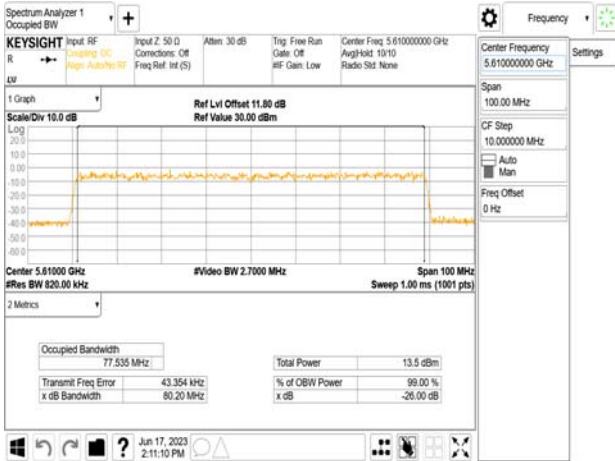 Spectrum Analyzer 1
Occupied BW
+
Frequency
KEYSIGHT
R
Input: RF
Coupling: DC
Align: Auto/No RF
Input Z: 50 Ω
Corrections: Off
Freq Ref: Int (S)
Atten: 30 dB
Trig: Free Run
Gate: Off
#IF Gain: Low
Center Freq: 5.610000000 GHz
Avg|Hold: 10/10
Radio Std: None
Center Frequency
5.610000000 GHz
Settings
Span
100.00 MHz
CF Step
10.000000 MHz
Auto
Man
Freq Offset
0 Hz
1 Graph
Scale/Div 10.0 dB
Ref Lvl Offset 11.80 dB
Ref Value 30.00 dBm
Log
20.0
10.0
0.00
-10.0
-20.0
-30.0
-40.0
-50.0
-60.0
Center 5.61000 GHz
#Video BW 2.7000 MHz
Span 100 MHz
#Res BW 820.00 kHz
Sweep 1.00 ms (1001 pts)
2 Metrics
Occupied Bandwidth
77.535 MHz
Total Power 13.5 dBm
Transmit Freq Error 43.354 kHz
% of OBW Power 99.00 %
x dB Bandwidth 80.20 MHz
x dB -26.00 dB
?
Jun 17, 2023
2:11:10 PM